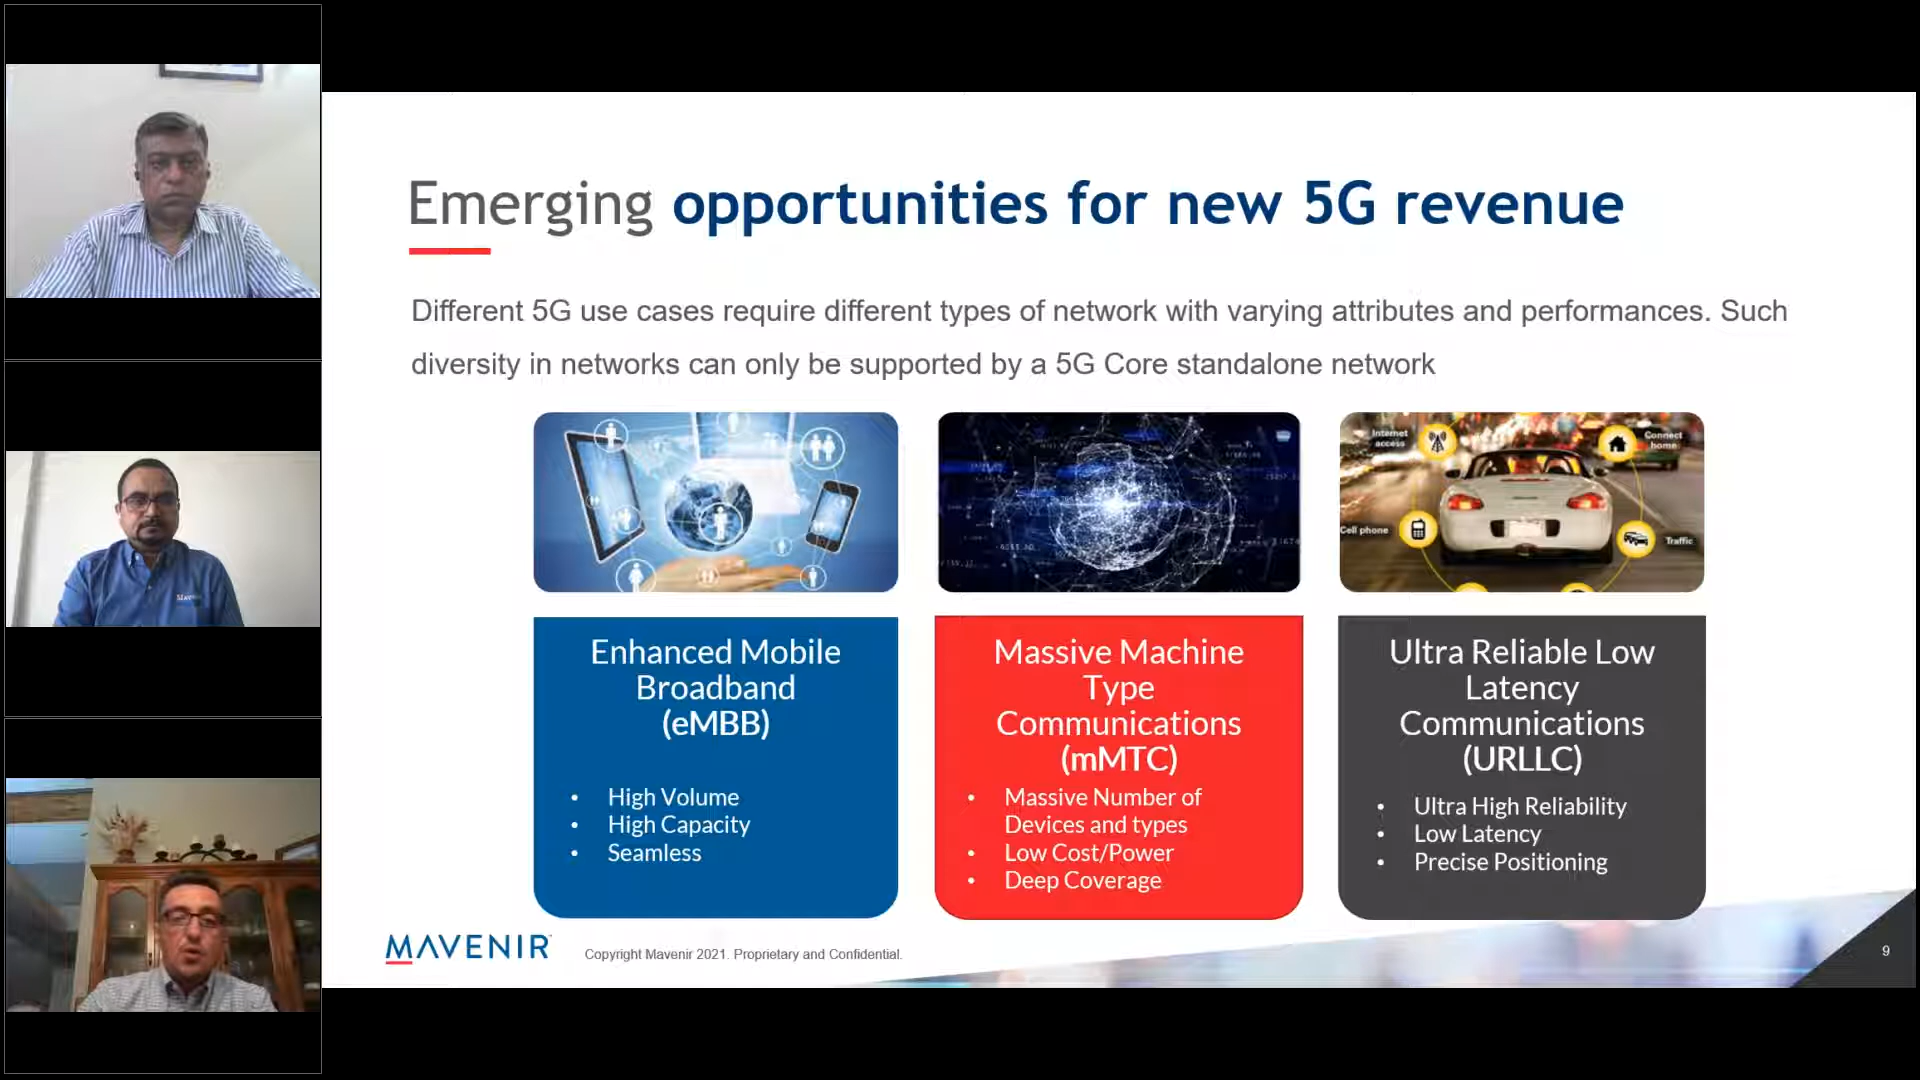 Emerging opportunities for new 5G revenue
Different 5G use cases require different types of network with varying attributes and performances. Such
diversity in networks can only be supported by a 5G Core standalone network
Internet
access
Connect
home
Cell phone
Traffic
Enhanced Mobile
Broadband
(eMBB)
• High Volume
• High Capacity
• Seamless
Massive Machine
Type
Communications
(mMTC)
• Massive Number of
Devices and types
• Low Cost/Power
• Deep Coverage
Ultra Reliable Low
Latency
Communications
(URLLC)
• Ultra High Reliability
• Low Latency
• Precise Positioning
MAVENIR
Copyright Mavenir 2021. Proprietary and Confidential.
9